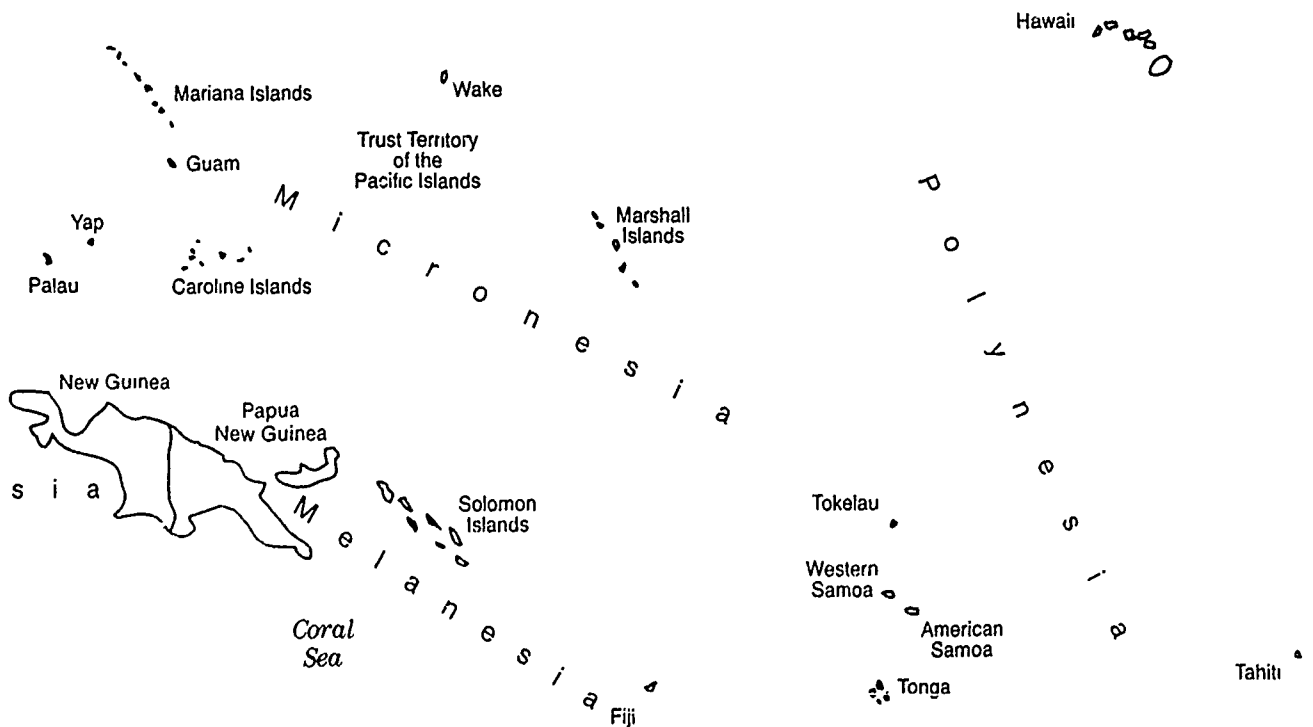 Hawaii
Mariana Islands
Wake
Trust Territory
of the
Pacific Islands
Guam
Micronesia
Polynesia
Yap
Marshall
Islands
Palau
Caroline Islands
New Guinea
Papua
New Guinea
sia
Melanesia
Solomon
Islands
Tokelau
Western
Samoa
American
Samoa
Coral
Sea
Tahiti
Tonga
Fiji